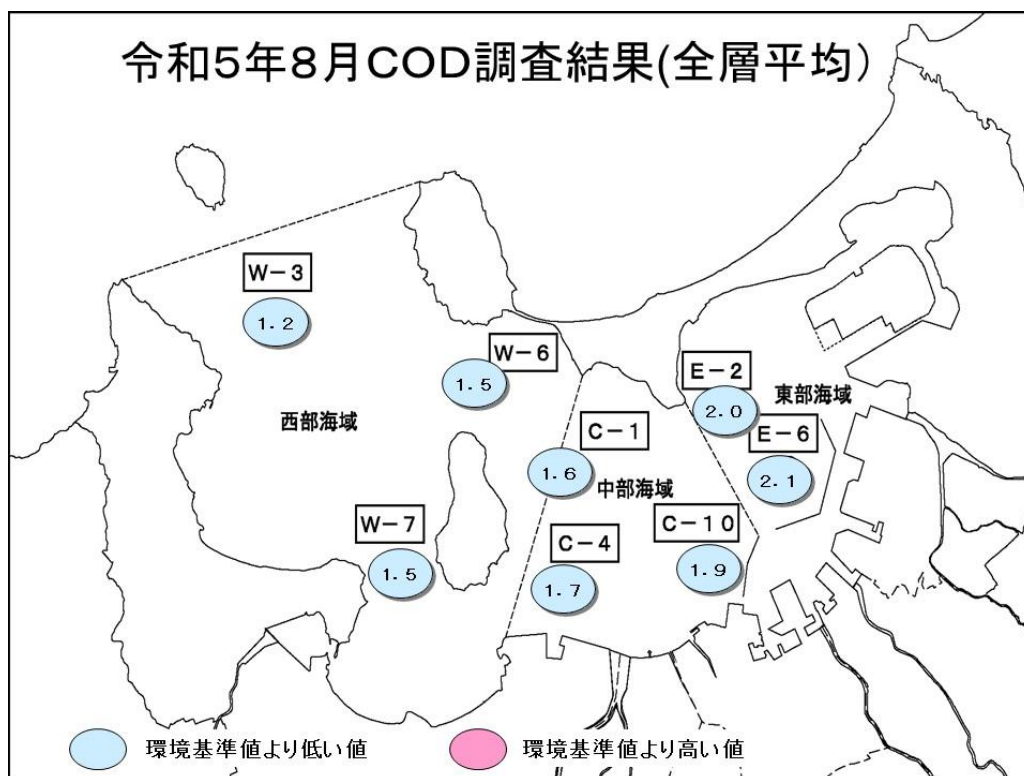 令和5年8月COD調査結果(全層平均)
W-3
1.2
W-6
1.5
E-2
2.0
東部海域
西部海域
C-1
1.6
E-6
2.1
中部海域
W-7
1.5
C-4
1.7
C-10
1.9
環境基準値より低い値
環境基準値より高い値